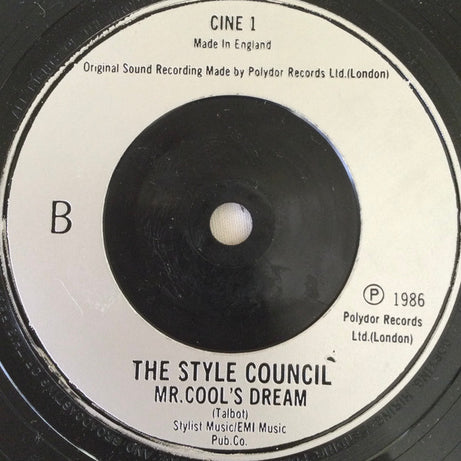 CINE 1
Made In England
Original Sound Recording Made by Polydor Records Ltd.(London)
B
Ⓟ 1986
Polydor Records
Ltd.(London)
THE STYLE COUNCIL
MR.COOL'S DREAM
(Talbot)
Stylist Music/EMI Music
Pub.Co.